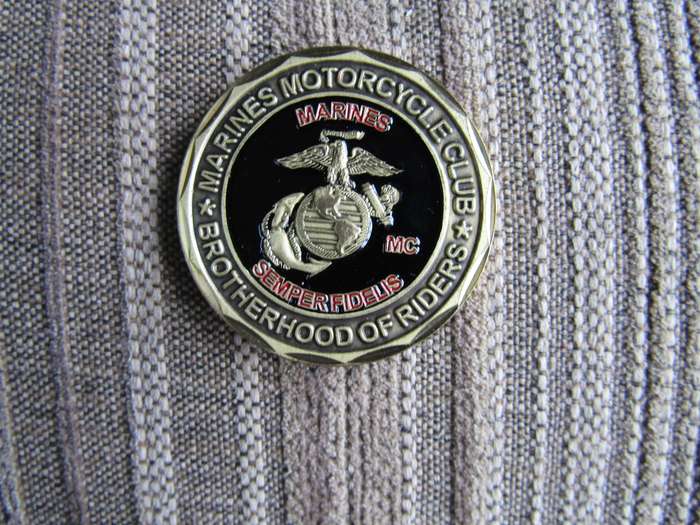 MARINES MOTORCYCLE CLUB
MARINES
MC
SEMPER FIDELIS
BROTHERHOOD OF RIDERS